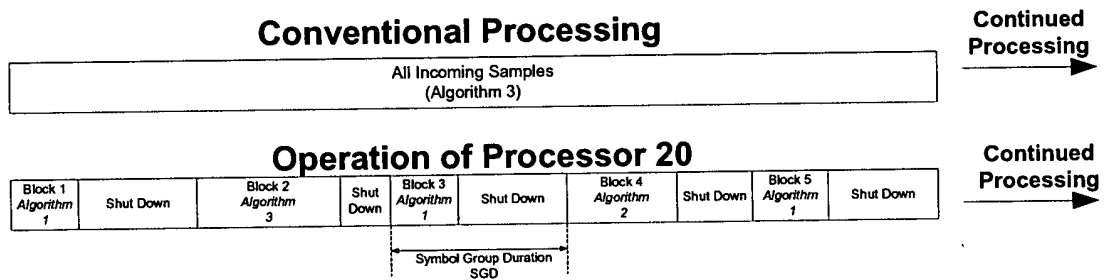 Conventional Processing
Continued
Processing
All Incoming Samples
(Algorithm 3)
Operation of Processor 20
Continued
Processing
Block 1
Algorithm
1
Shut Down
Block 2
Algorithm
3
Shut
Down
Block 3
Algorithm
1
Shut Down
Block 4
Algorithm
2
Shut Down
Block 5
Algorithm
1
Shut Down
Symbol Group Duration
SGD